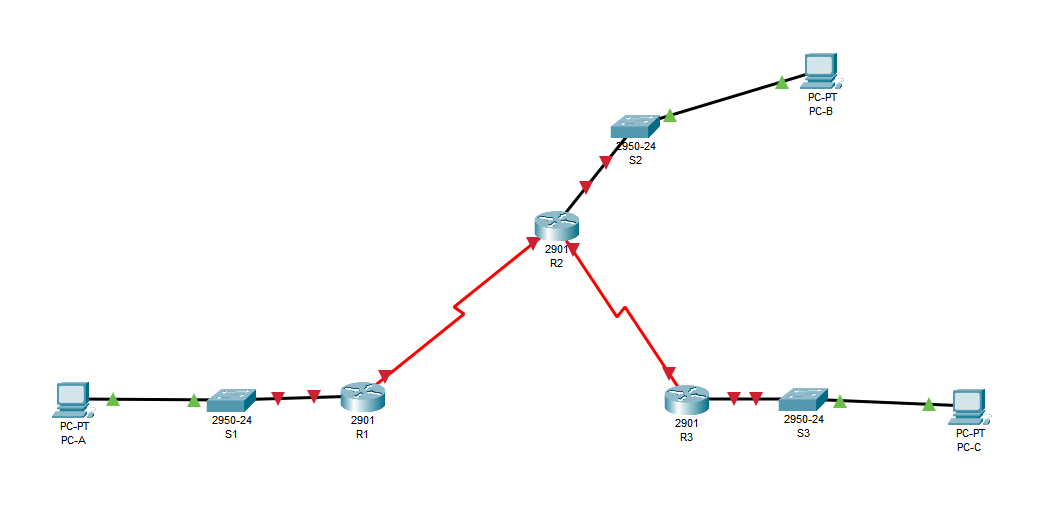 PC-PT
PC-B
2950-24
S2
2901
R2
PC-PT
PC-A
2950-24
S1
2901
R1
2901
R3
2950-24
S3
PC-PT
PC-C